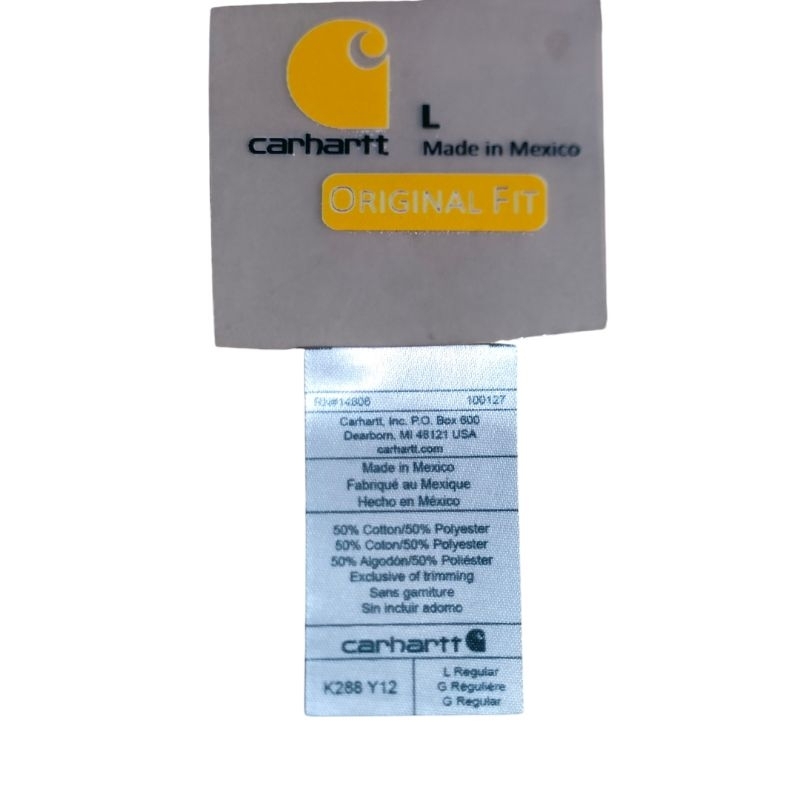 carhartt
L
Made in Mexico
ORIGINAL FIT
RN#14806 100127
Carhartt, Inc. P.O. Box 600
Dearborn, MI 48121 USA
carhartt.com
Made in Mexico
Fabriqué au Mexique
Hecho en México
50% Cotton/50% Polyester
50% Coton/50% Polyester
50% Algodón/50% Poliéster
Exclusive of trimming
Sans garniture
Sin incluir adorno
carhartt
K288 Y12
L Regular
G Régulière
G Regular